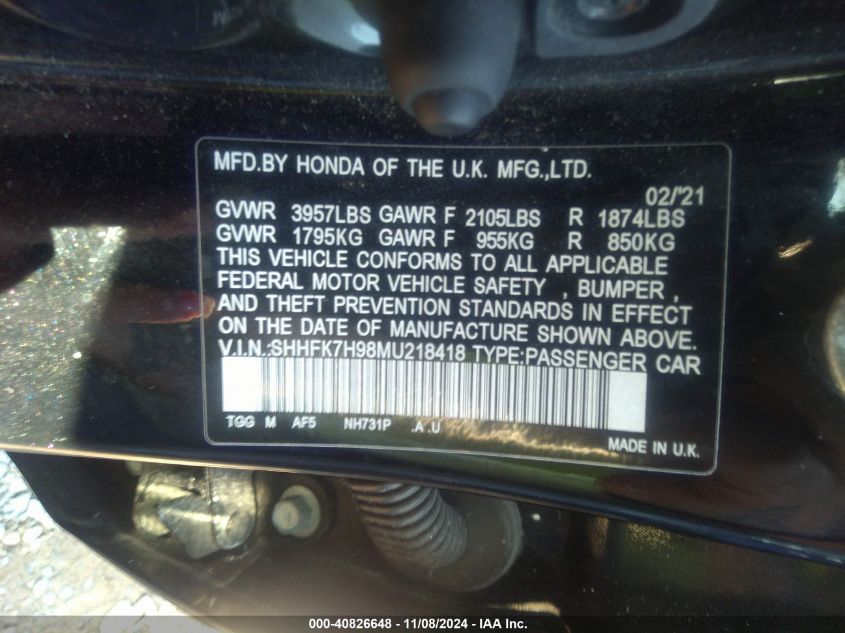 MFD.BY HONDA OF THE U.K. MFG.,LTD.
02/'21
GVWR 3957LBS GAWR F 2105LBS R 1874LBS
GVWR 1795KG GAWR F 955KG R 850KG
THIS VEHICLE CONFORMS TO ALL APPLICABLE
FEDERAL MOTOR VEHICLE SAFETY , BUMPER ,
AND THEFT PREVENTION STANDARDS IN EFFECT
ON THE DATE OF MANUFACTURE SHOWN ABOVE.
V.I.N.:SHHFK7H98MU218418 TYPE:PASSENGER CAR
TGG M AF5 NH731P .A .U
MADE IN U.K.
000-40826648 - 11/08/2024 - IAA Inc.